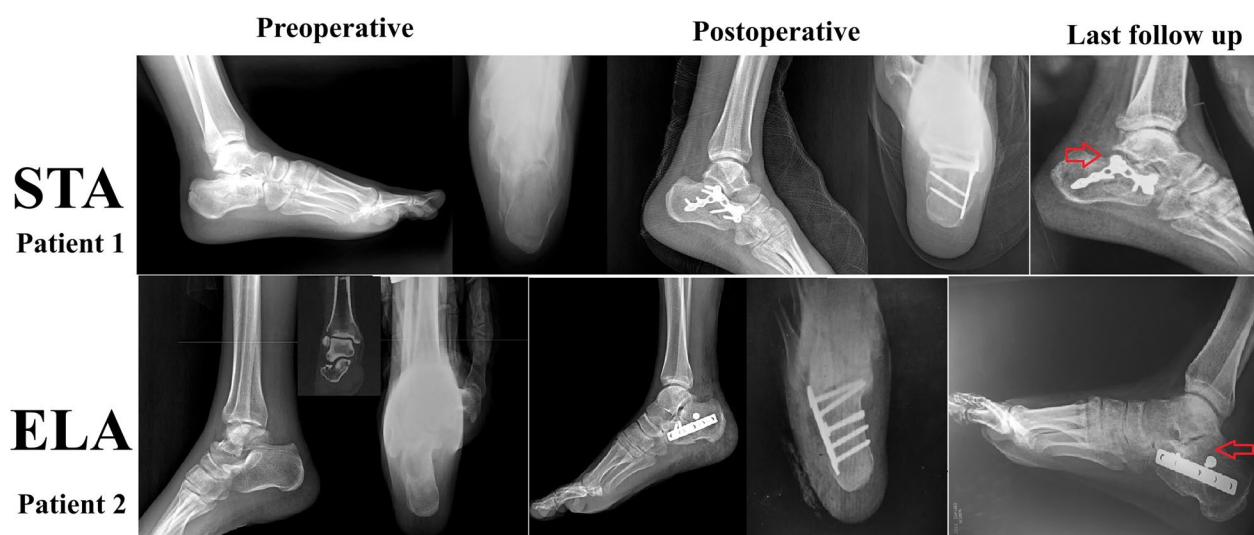 Preoperative
Postoperative
Last follow up
STA
Patient 1
ELA
Patient 2